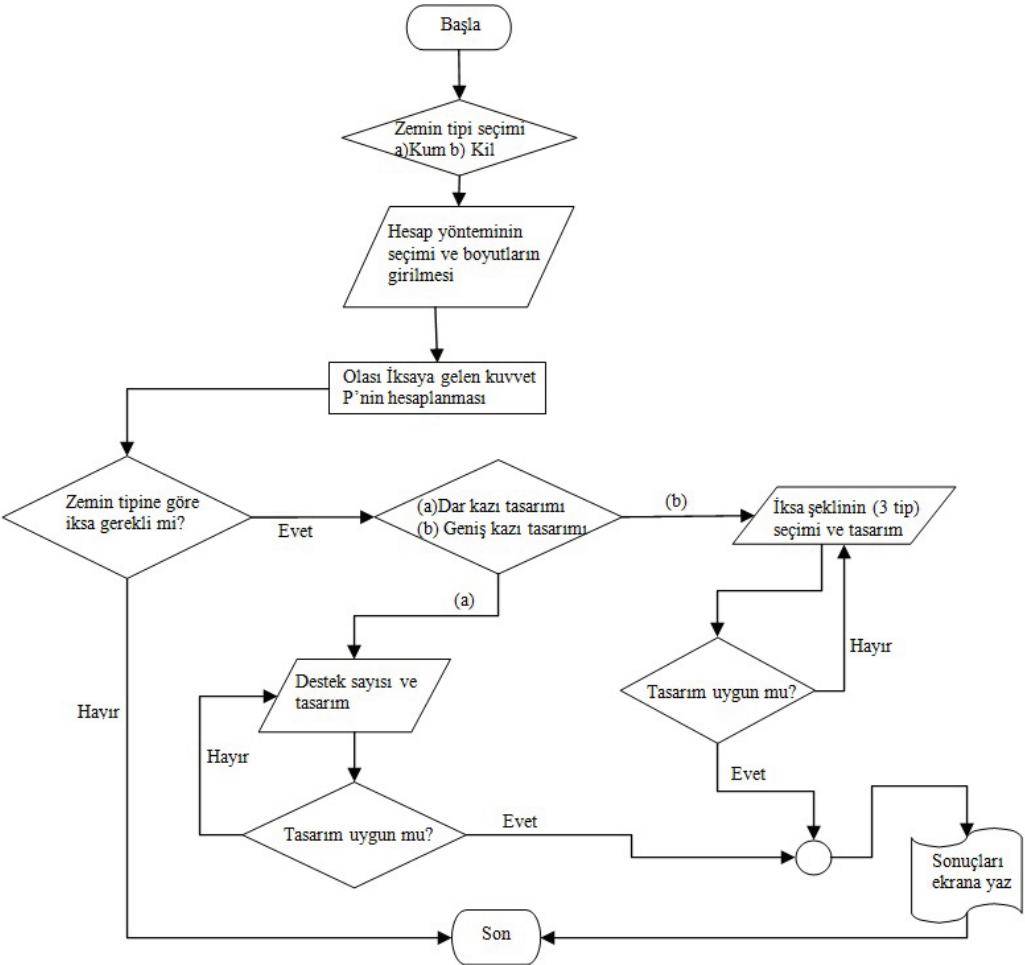 Başla
Zemin tipi seçimi
a)Kum b) Kil
Hesap yönteminin
seçimi ve boyutların
girilmesi
Olası İksaya gelen kuvvet
P’nin hesaplanması
Zemin tipine göre
iksa gerekli mi?
Evet
(a)Dar kazı tasarımı
(b) Geniş kazı tasarımı
(b)
İksa şeklinin (3 tip)
seçimi ve tasarım
(a)
Hayır
Tasarım uygun mu?
Destek sayısı ve
tasarım
Hayır
Hayır
Evet
Tasarım uygun mu?
Evet
Sonuçları
ekrana yaz
Son